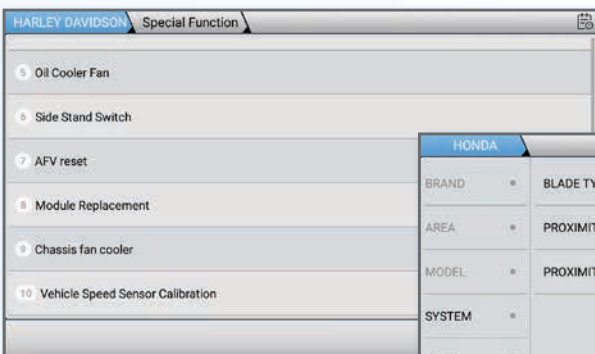 HARLEY DAVIDSON Special Function
5 Oil Cooler Fan
6 Side Stand Switch
7 AFV reset
8 Module Replacement
9 Chassis fan cooler
10 Vehicle Speed Sensor Calibration
HONDA
BRAND BLADE TY
AREA PROXIMIT
MODEL PROXIMIT
SYSTEM